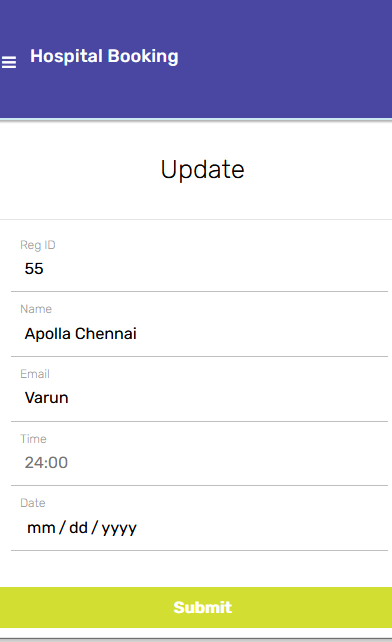 Hospital Booking
Update
Reg ID
55
Name
Apolla Chennai
Email
Varun
Time
24:00
Date
mm / dd / yyyy
Submit